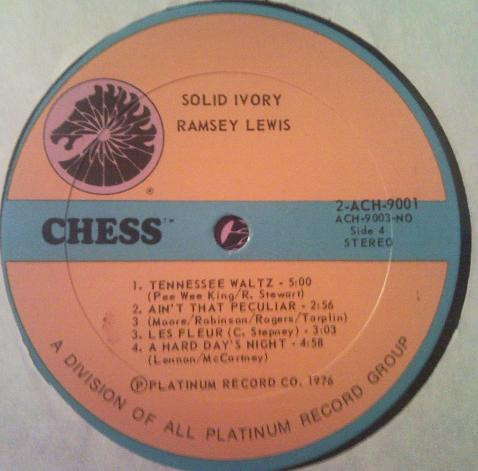 SOLID IVORY
RAMSEY LEWIS
®
CHESS™
2-ACH-9001
ACH-9003-NO
Side 4
STEREO
1. TENNESSEE WALTZ - 5:00
(Pee Wee King/R. Stewart)
2. AIN'T THAT PECULIAR - 2:56
3 (Moore/Robinson/Rogers/Tarplin)
3. LES FLEUR (C. Stepney) - 3:03
4. A HARD DAY'S NIGHT - 4:58
(Lennon/McCartney)
Ⓟ PLATINUM RECORD CO. 1976
A DIVISION OF ALL PLATINUM RECORD GROUP